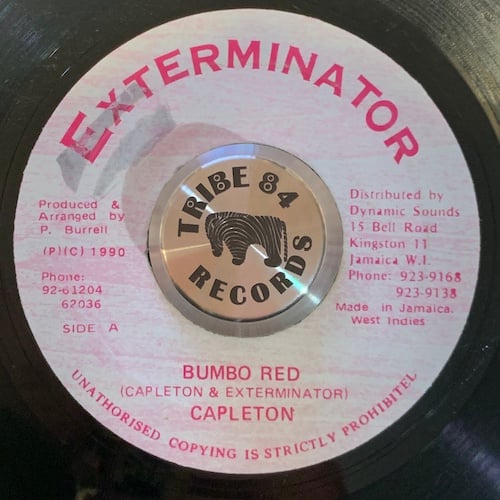 EXTERMINATOR
Produced &
Arranged by
P. Burrell
(P)(C) 1990
Phone:
92-61204
62036
SIDE A
TRIBE 84
RECORDS
Distributed by
Dynamic Sounds
15 Bell Road
Kingston 11
Jamaica W.I.
Phone: 923-9168
923-9138
Made in Jamaica.
West Indies
BUMBO RED
(CAPLETON & EXTERMINATOR)
CAPLETON
UNATHORISED COPYING IS STRICTLY PROHIBITEL